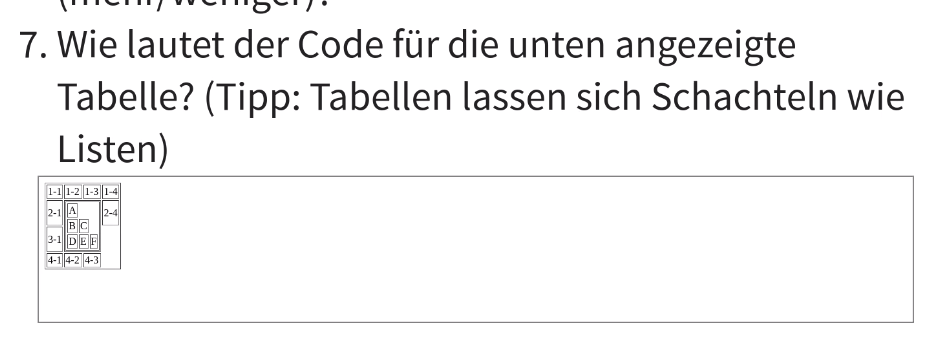 (mehr/weniger)?
7. Wie lautet der Code für die unten angezeigte
Tabelle? (Tipp: Tabellen lassen sich Schachteln wie
Listen)
1-1 1-2 1-3 1-4
2-1 A 2-4
B C
3-1 D E F
4-1 4-2 4-3